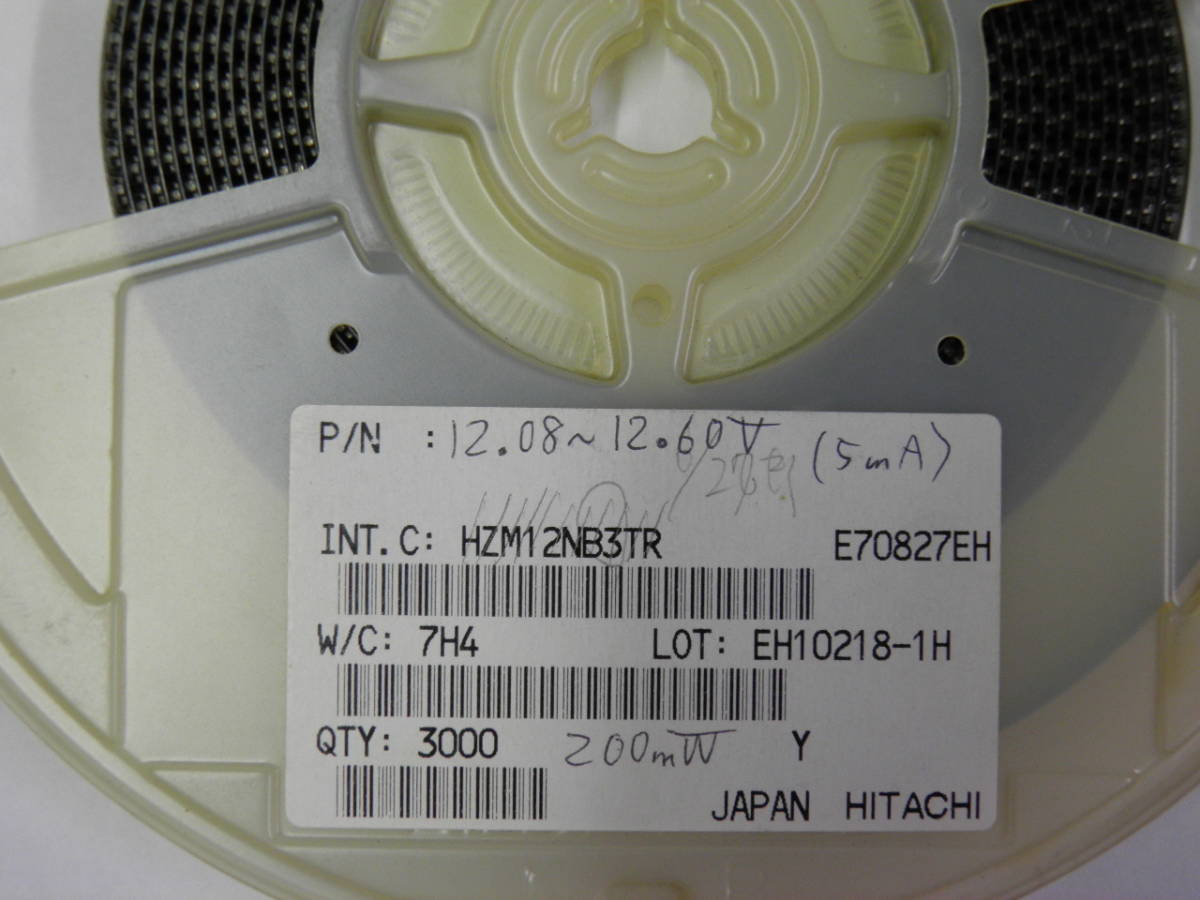 P/N : 12.08~12.60V (5mA)
INT.C: HZM12NB3TR E70827EH
W/C: 7H4 LOT: EH10218-1H
QTY: 3000 200mW Y
JAPAN HITACHI